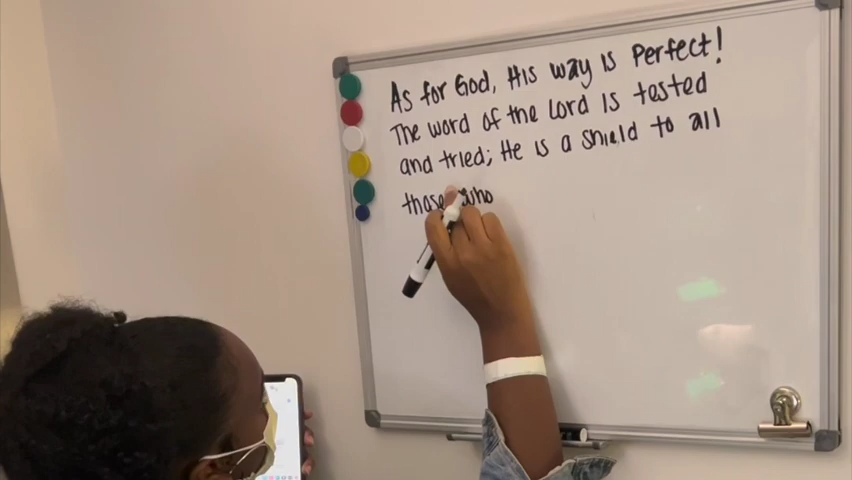 As for God, His way is Perfect!
The word of the Lord is tested
and tried; He is a shield to all
those who